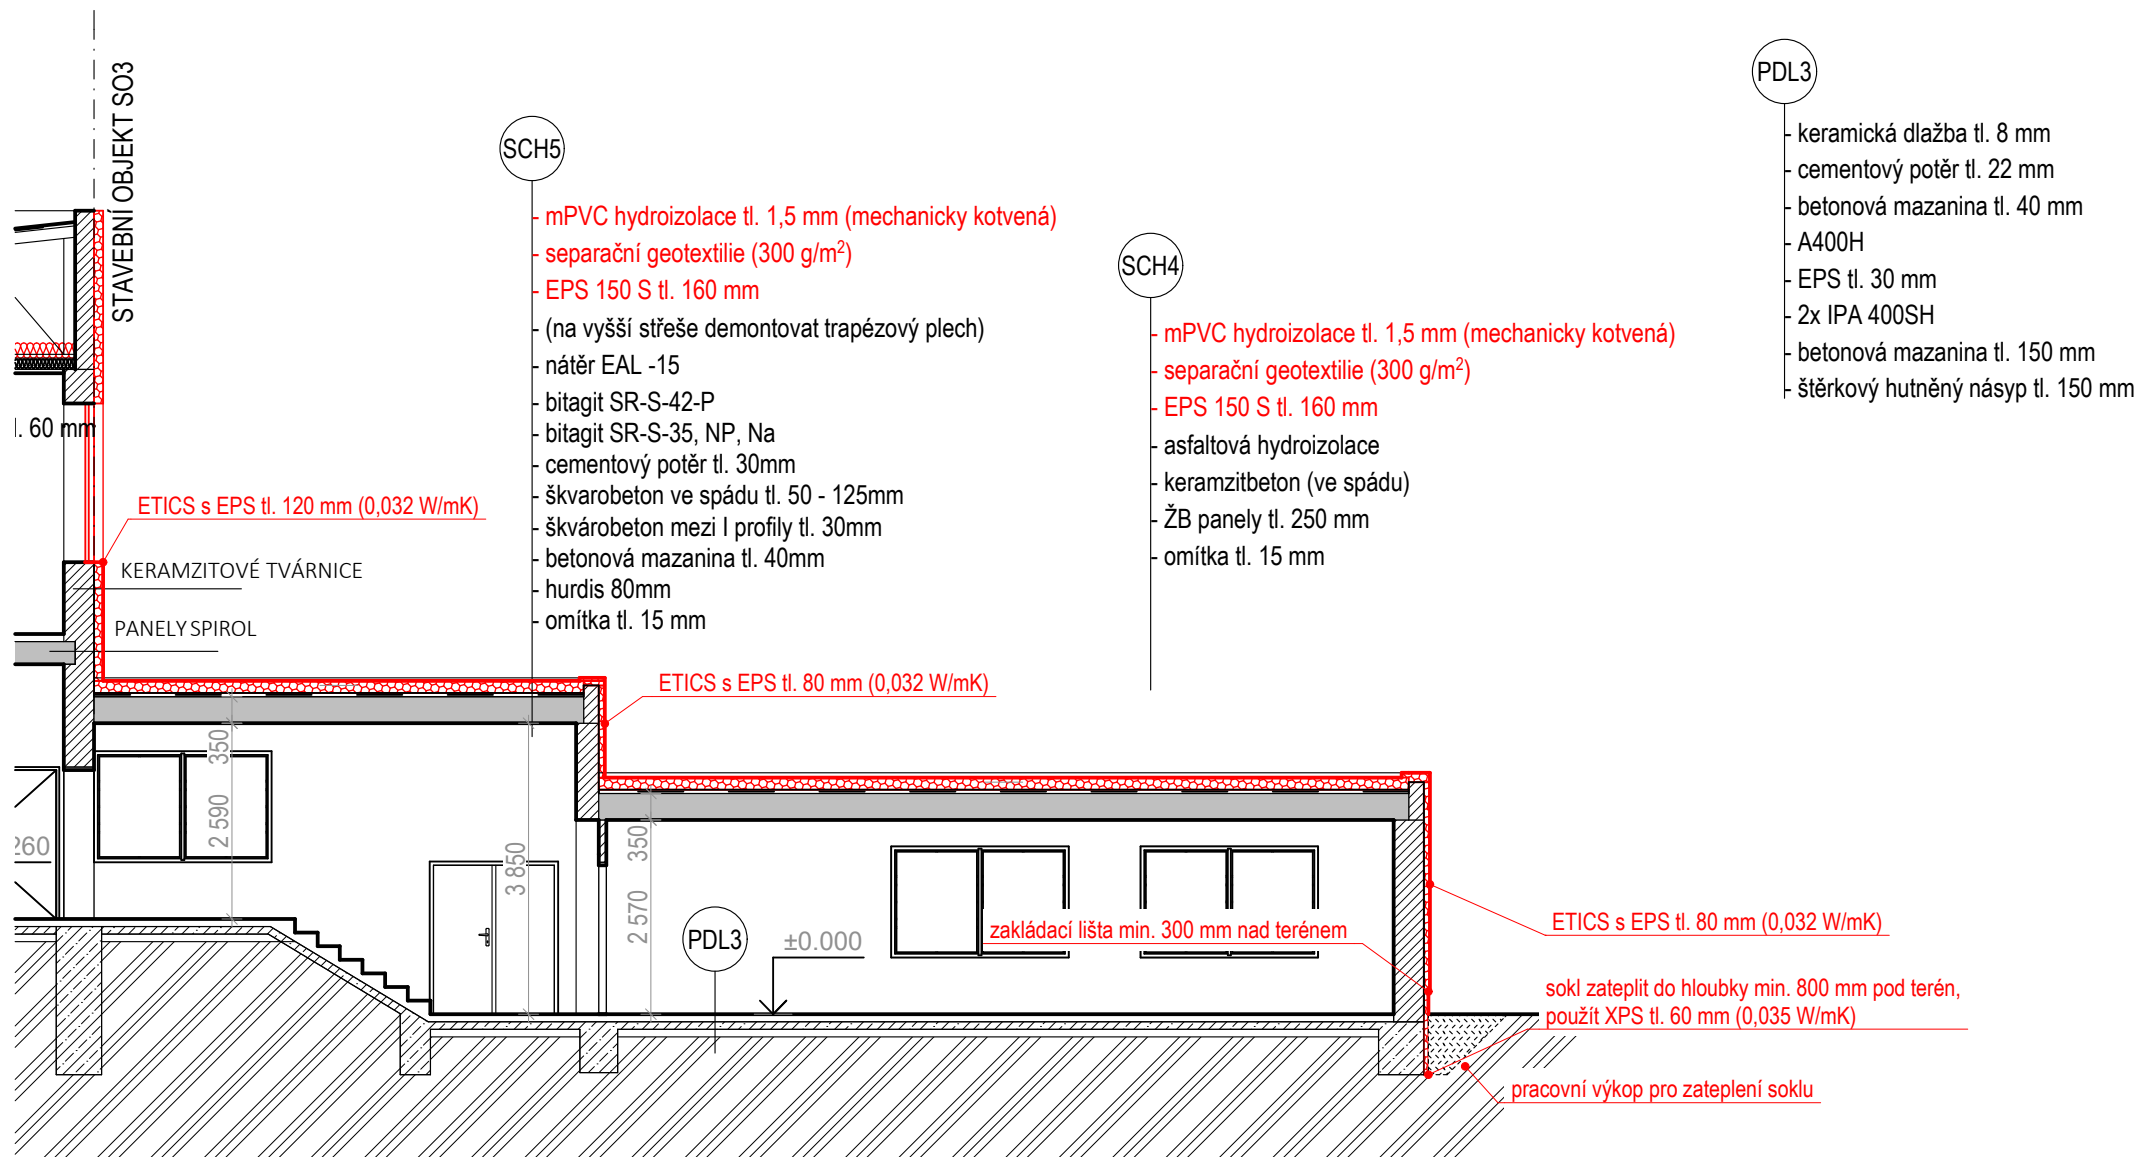 STAVEBNÍ OBJEKT SO3
SCH5
mPVC hydroizolace tl. 1,5 mm (mechanicky kotvená)
separační geotextilie (300 g/m²)
EPS 150 S tl. 160 mm
(na vyšší střeše demontovat trapézový plech)
nátěr EAL -15
bitagit SR-S-42-P
bitagit SR-S-35, NP, Na
cementový potěr tl. 30mm
škvarobeton ve spádu tl. 50 - 125mm
škvárobeton mezi I profily tl. 30mm
betonová mazanina tl. 40mm
hurdis 80mm
omítka tl. 15 mm
SCH4
mPVC hydroizolace tl. 1,5 mm (mechanicky kotvená)
separační geotextilie (300 g/m²)
EPS 150 S tl. 160 mm
asfaltová hydroizolace
keramzitbeton (ve spádu)
ŽB panely tl. 250 mm
omítka tl. 15 mm
PDL3
keramická dlažba tl. 8 mm
cementový potěr tl. 22 mm
betonová mazanina tl. 40 mm
A400H
EPS tl. 30 mm
2x IPA 400SH
betonová mazanina tl. 150 mm
štěrkový hutněný násyp tl. 150 mm
l. 60 mm
ETICS s EPS tl. 120 mm (0,032 W/mK)
KERAMZITOVÉ TVÁRNICE
PANELY SPIROL
ETICS s EPS tl. 80 mm (0,032 W/mK)
350
2 590
260
3 850
350
2 570
PDL3
±0.000
zakládací lišta min. 300 mm nad terénem
ETICS s EPS tl. 80 mm (0,032 W/mK)
sokl zateplit do hloubky min. 800 mm pod terén,
použít XPS tl. 60 mm (0,035 W/mK)
pracovní výkop pro zateplení soklu